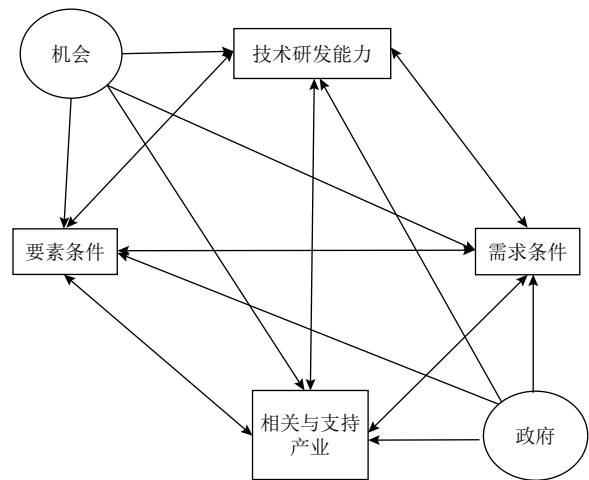 机会
技术研发能力
要素条件
需求条件
相关与支持
产业
政府